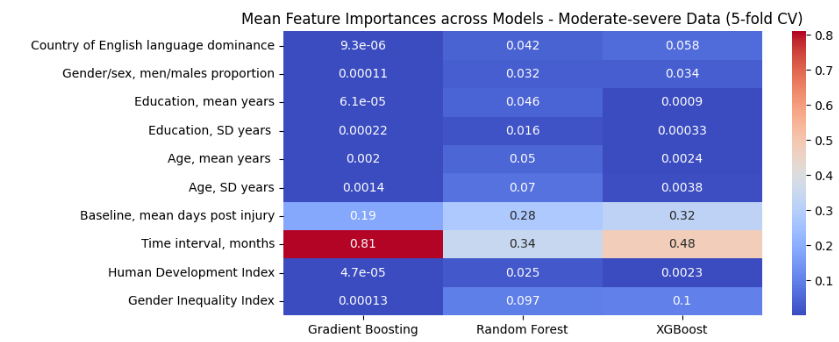 Mean Feature Importances across Models - Moderate-severe Data (5-fold CV)
Country of English language dominance 9.3e-06 0.042 0.058
Gender/sex, men/males proportion 0.00011 0.032 0.034
Education, mean years 6.1e-05 0.046 0.0009
Education, SD years 0.00022 0.016 0.00033
Age, mean years 0.002 0.05 0.0024
Age, SD years 0.0014 0.07 0.0038
Baseline, mean days post injury 0.19 0.28 0.32
Time interval, months 0.81 0.34 0.48
Human Development Index 4.7e-05 0.025 0.0023
Gender Inequality Index 0.00013 0.097 0.1
Gradient Boosting Random Forest XGBoost
0.8
0.7
0.6
0.5
0.4
0.3
0.2
0.1